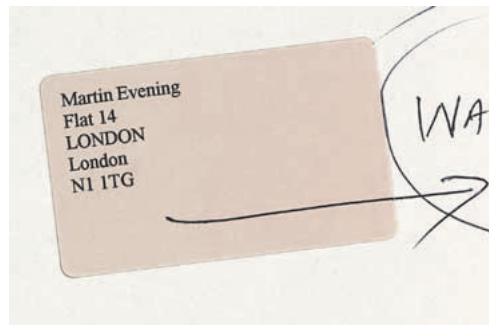 Martin Evening
Flat 14
LONDON
London
N1 1TG
WA